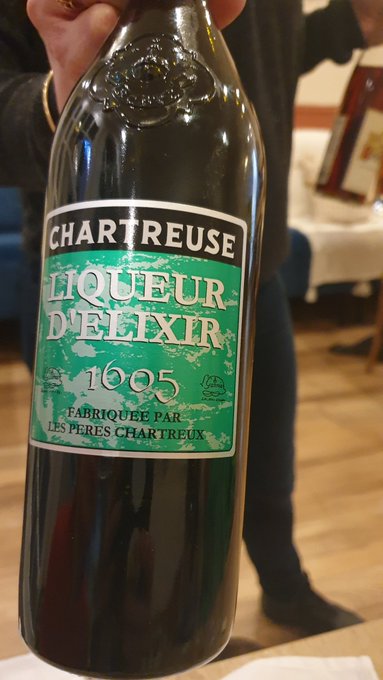 CHARTREUSE
LIQUEUR
D'ELIXIR
1605
FABRIQUEE PAR
LES PERES CHARTREUX